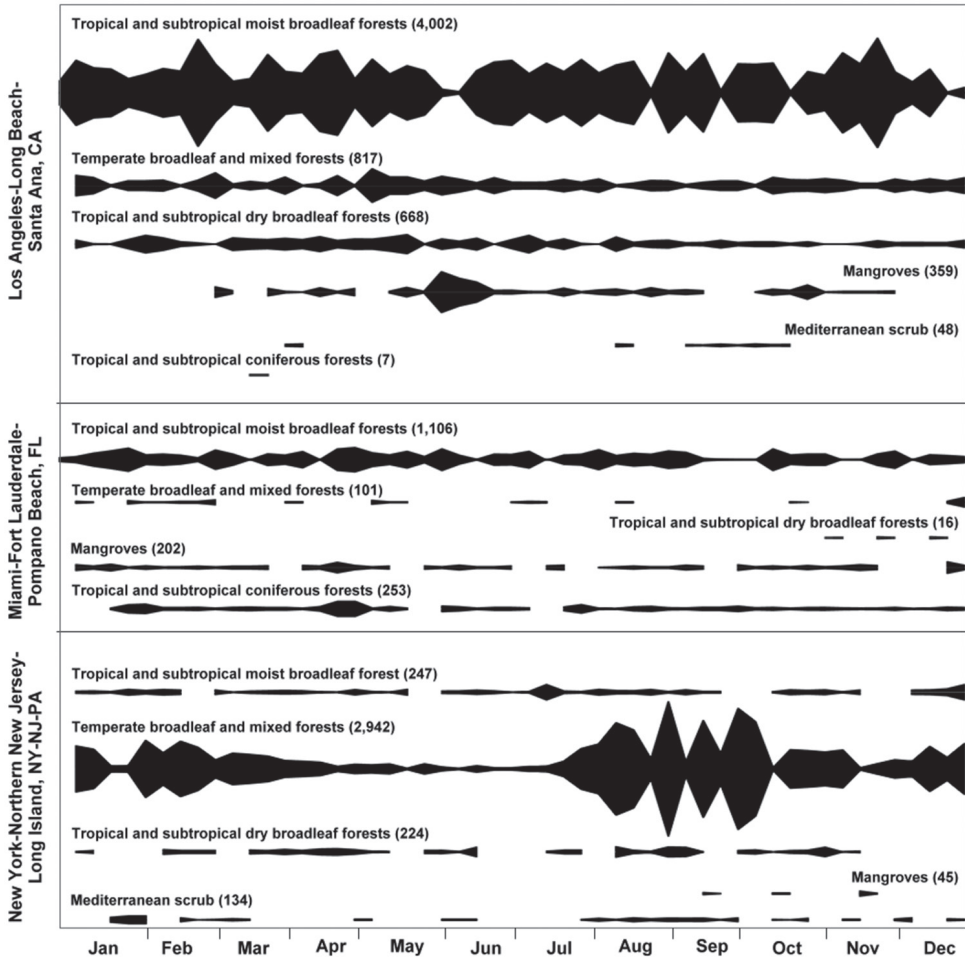 Los Angeles-Long Beach-
Santa Ana, CA
Tropical and subtropical moist broadleaf forests (4,002)
Temperate broadleaf and mixed forests (817)
Tropical and subtropical dry broadleaf forests (668)
Mangroves (359)
Mediterranean scrub (48)
Tropical and subtropical coniferous forests (7)
Miami-Fort Lauderdale-
Pompano Beach, FL
Tropical and subtropical moist broadleaf forests (1,106)
Temperate broadleaf and mixed forests (101)
Tropical and subtropical dry broadleaf forests (16)
Mangroves (202)
Tropical and subtropical coniferous forests (253)
New York-Northern New Jersey-
Long Island, NY-NJ-PA
Tropical and subtropical moist broadleaf forest (247)
Temperate broadleaf and mixed forests (2,942)
Tropical and subtropical dry broadleaf forests (224)
Mangroves (45)
Mediterranean scrub (134)
Jan Feb Mar Apr May Jun Jul Aug Sep Oct Nov Dec